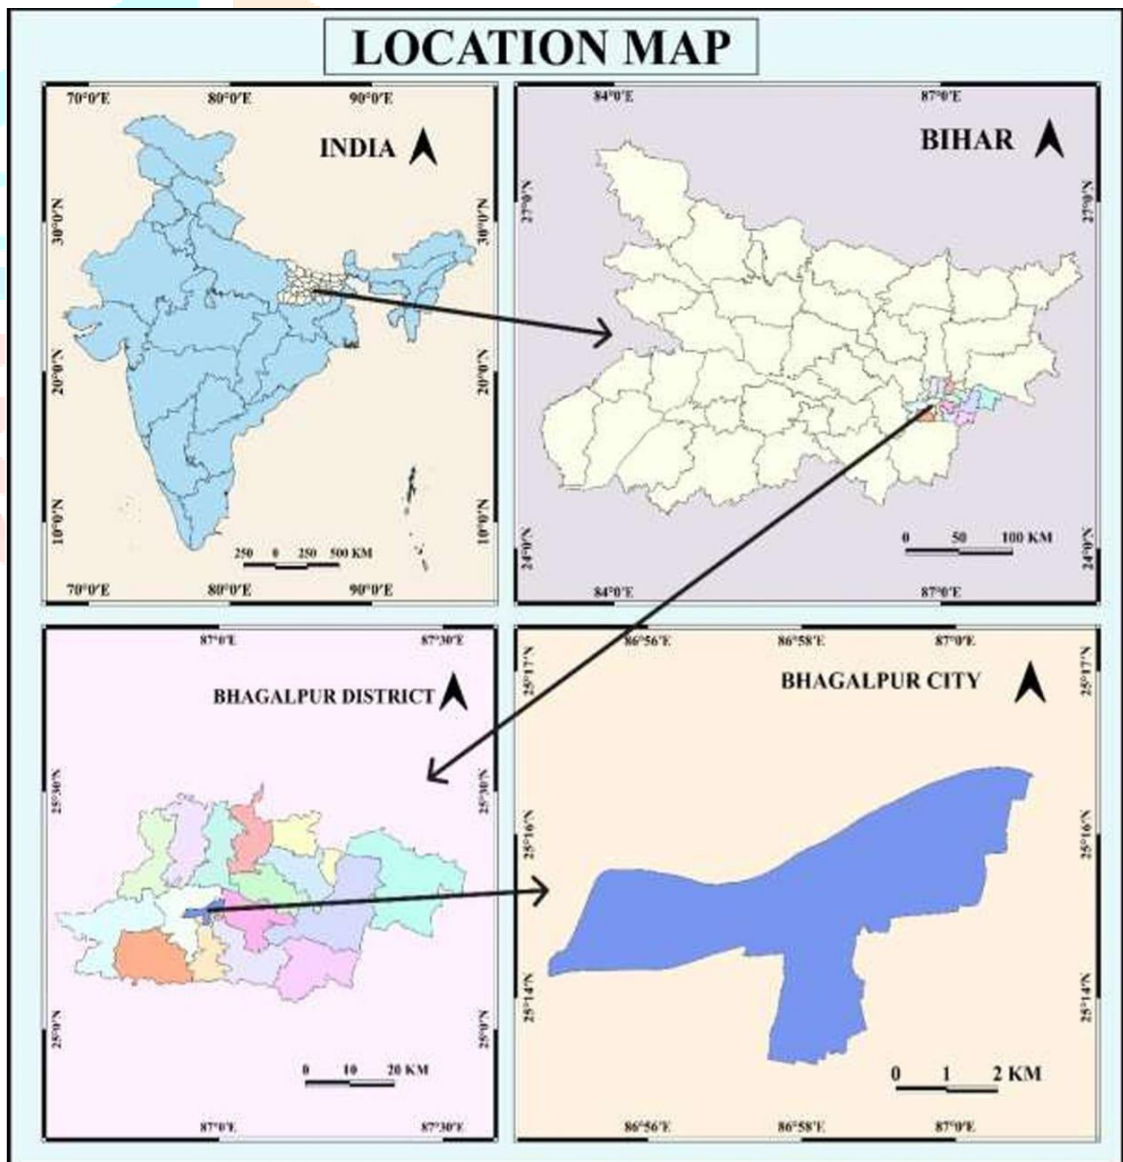 LOCATION MAP
70°0'E 80°0'E 90°0'E
INDIA
30°0'N 30°0'N
20°0'N 20°0'N
10°0'N 10°0'N
250 0 250 500 KM
70°0'E 80°0'E 90°0'E
84°0'E 87°0'E
BIHAR
27°0'N 27°0'N
24°0'N 24°0'N
0 50 100 KM
84°0'E 87°0'E
87°0'E 87°30'E
BHAGALPUR DISTRICT
25°30'N 25°30'N
25°0'N 25°0'N
0 10 20 KM
87°0'E 87°30'E
86°56'E 86°58'E 87°0'E
BHAGALPUR CITY
25°17'N 25°17'N
25°16'N 25°16'N
25°14'N 25°14'N
0 1 2 KM
86°56'E 86°58'E 87°0'E